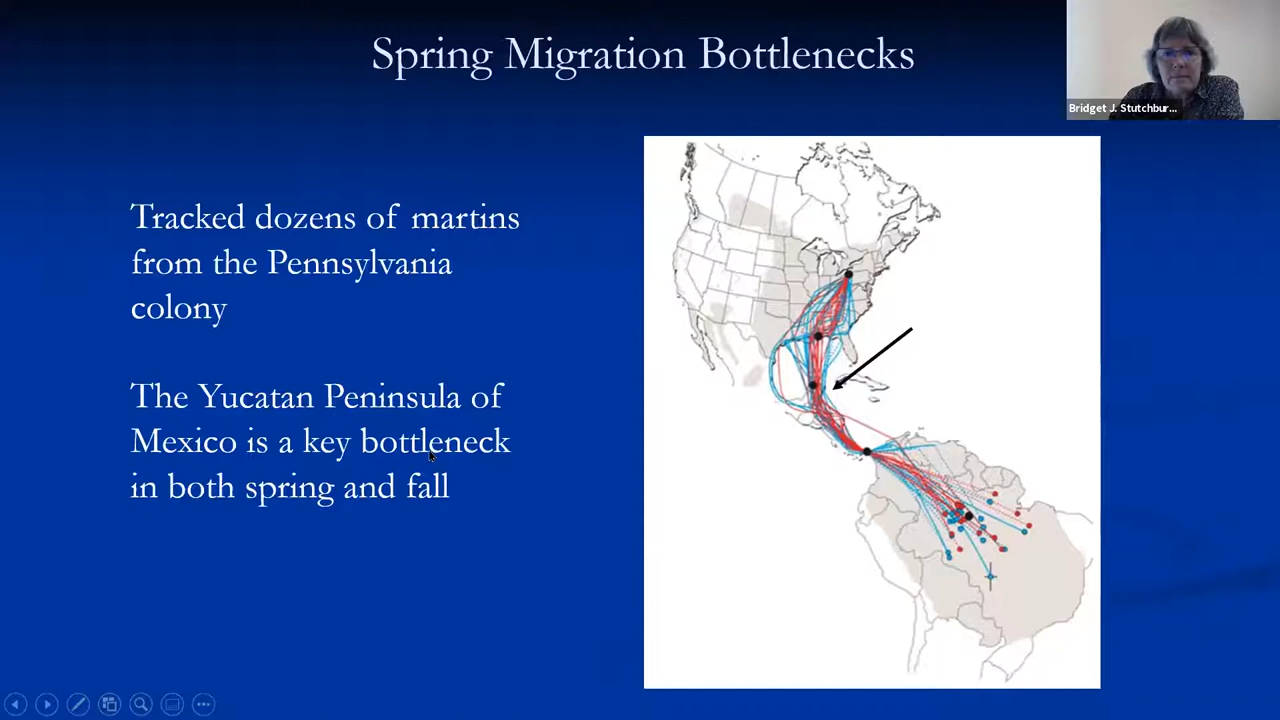 Spring Migration Bottlenecks
Bridget J. Stutchbur...
Tracked dozens of martins
from the Pennsylvania
colony
The Yucatan Peninsula of
Mexico is a key bottleneck
in both spring and fall